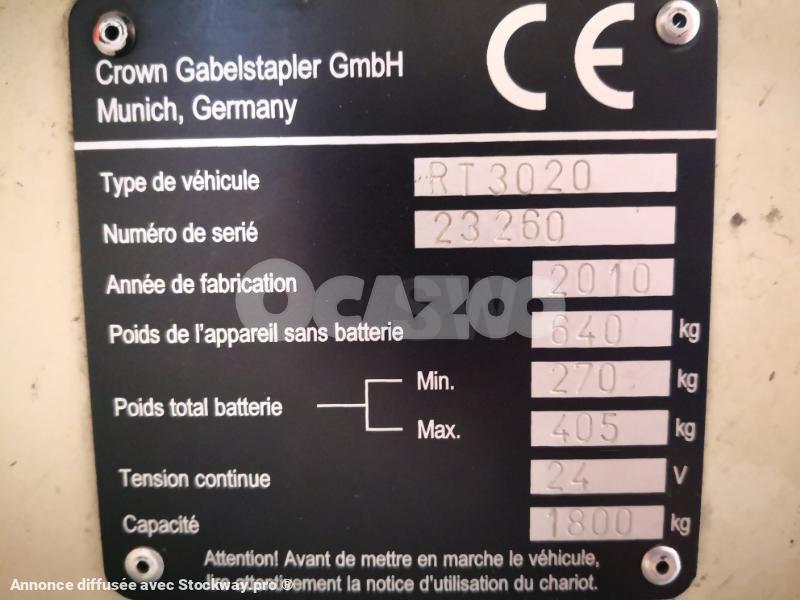 Crown Gabelstapler GmbH
Munich, Germany
CE
Type de véhicule RT3020
Numéro de serié 23260
Année de fabrication 2010
OCAZOO
Poids de l'appareil sans batterie 640 kg
Poids total batterie
Min. 270 kg
Max. 405 kg
Tension continue 24 V
Capacité 1800 kg
Attention! Avant de mettre en marche le véhicule,
lire attentivement la notice d'utilisation du chariot.
Annonce diffusée avec Stockway.pro ®